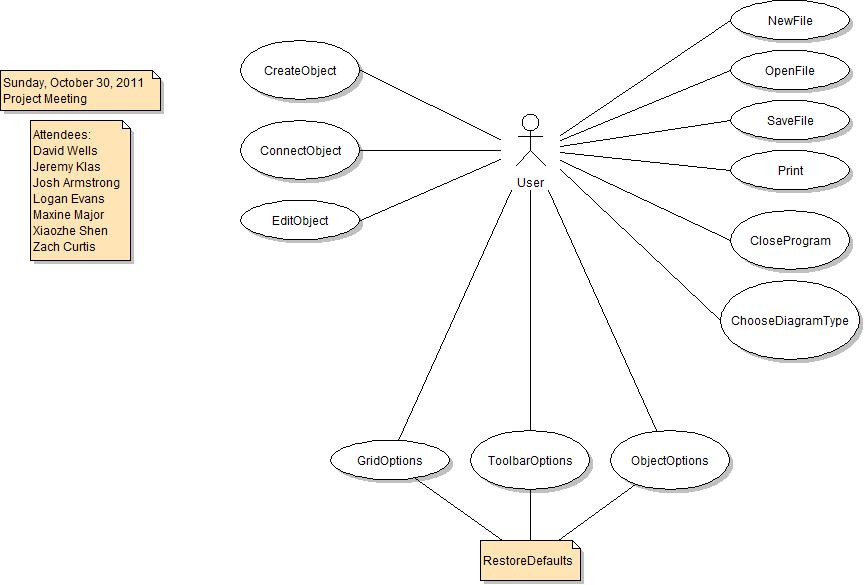 Sunday, October 30, 2011
Project Meeting
Attendees:
David Wells
Jeremy Klas
Josh Armstrong
Logan Evans
Maxine Major
Xiaozhe Shen
Zach Curtis
CreateObject
ConnectObject
EditObject
User
NewFile
OpenFile
SaveFile
Print
CloseProgram
ChooseDiagramType
GridOptions
ToolbarOptions
ObjectOptions
RestoreDefaults